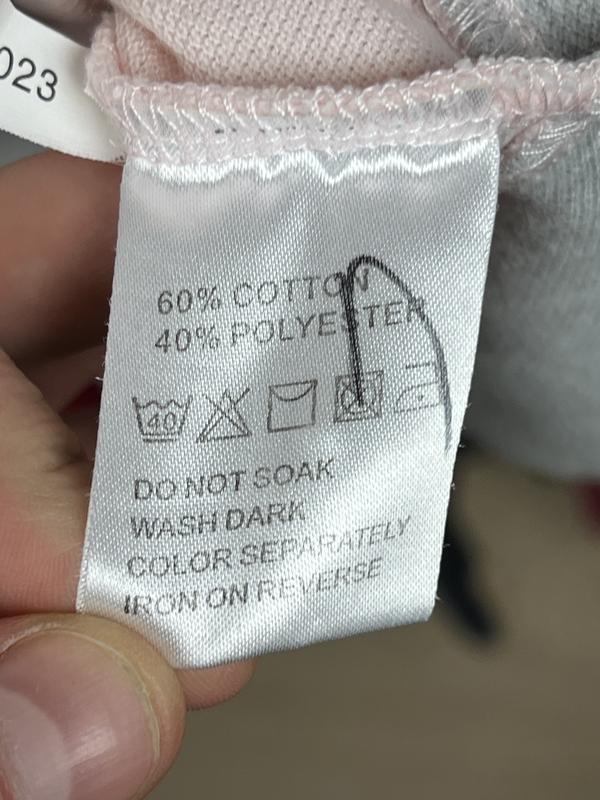 023
60% COTTON
40% POLYESTER
40
DO NOT SOAK
WASH DARK
COLOR SEPARATELY
IRON ON REVERSE